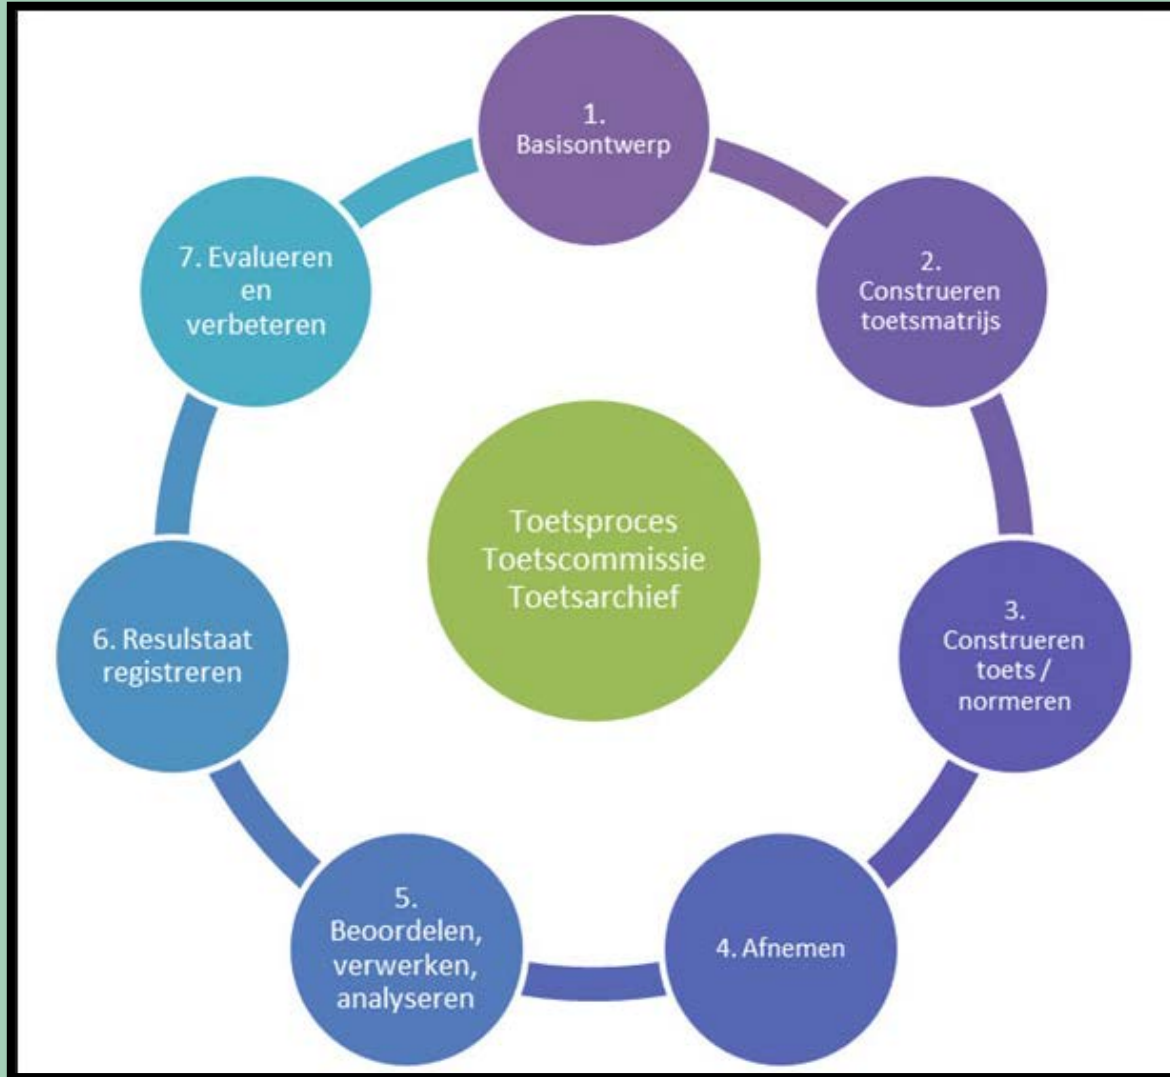 1.
Basisontwerp
2.
Construeren
toetsmatrijs
3.
Construeren
toets /
normeren
4. Afnemen
5.
Beoordelen,
verwerken,
analyseren
6. Resulstaat
registreren
7. Evalueren
en
verbeteren
Toetsproces
Toetscommissie
Toetsarchief